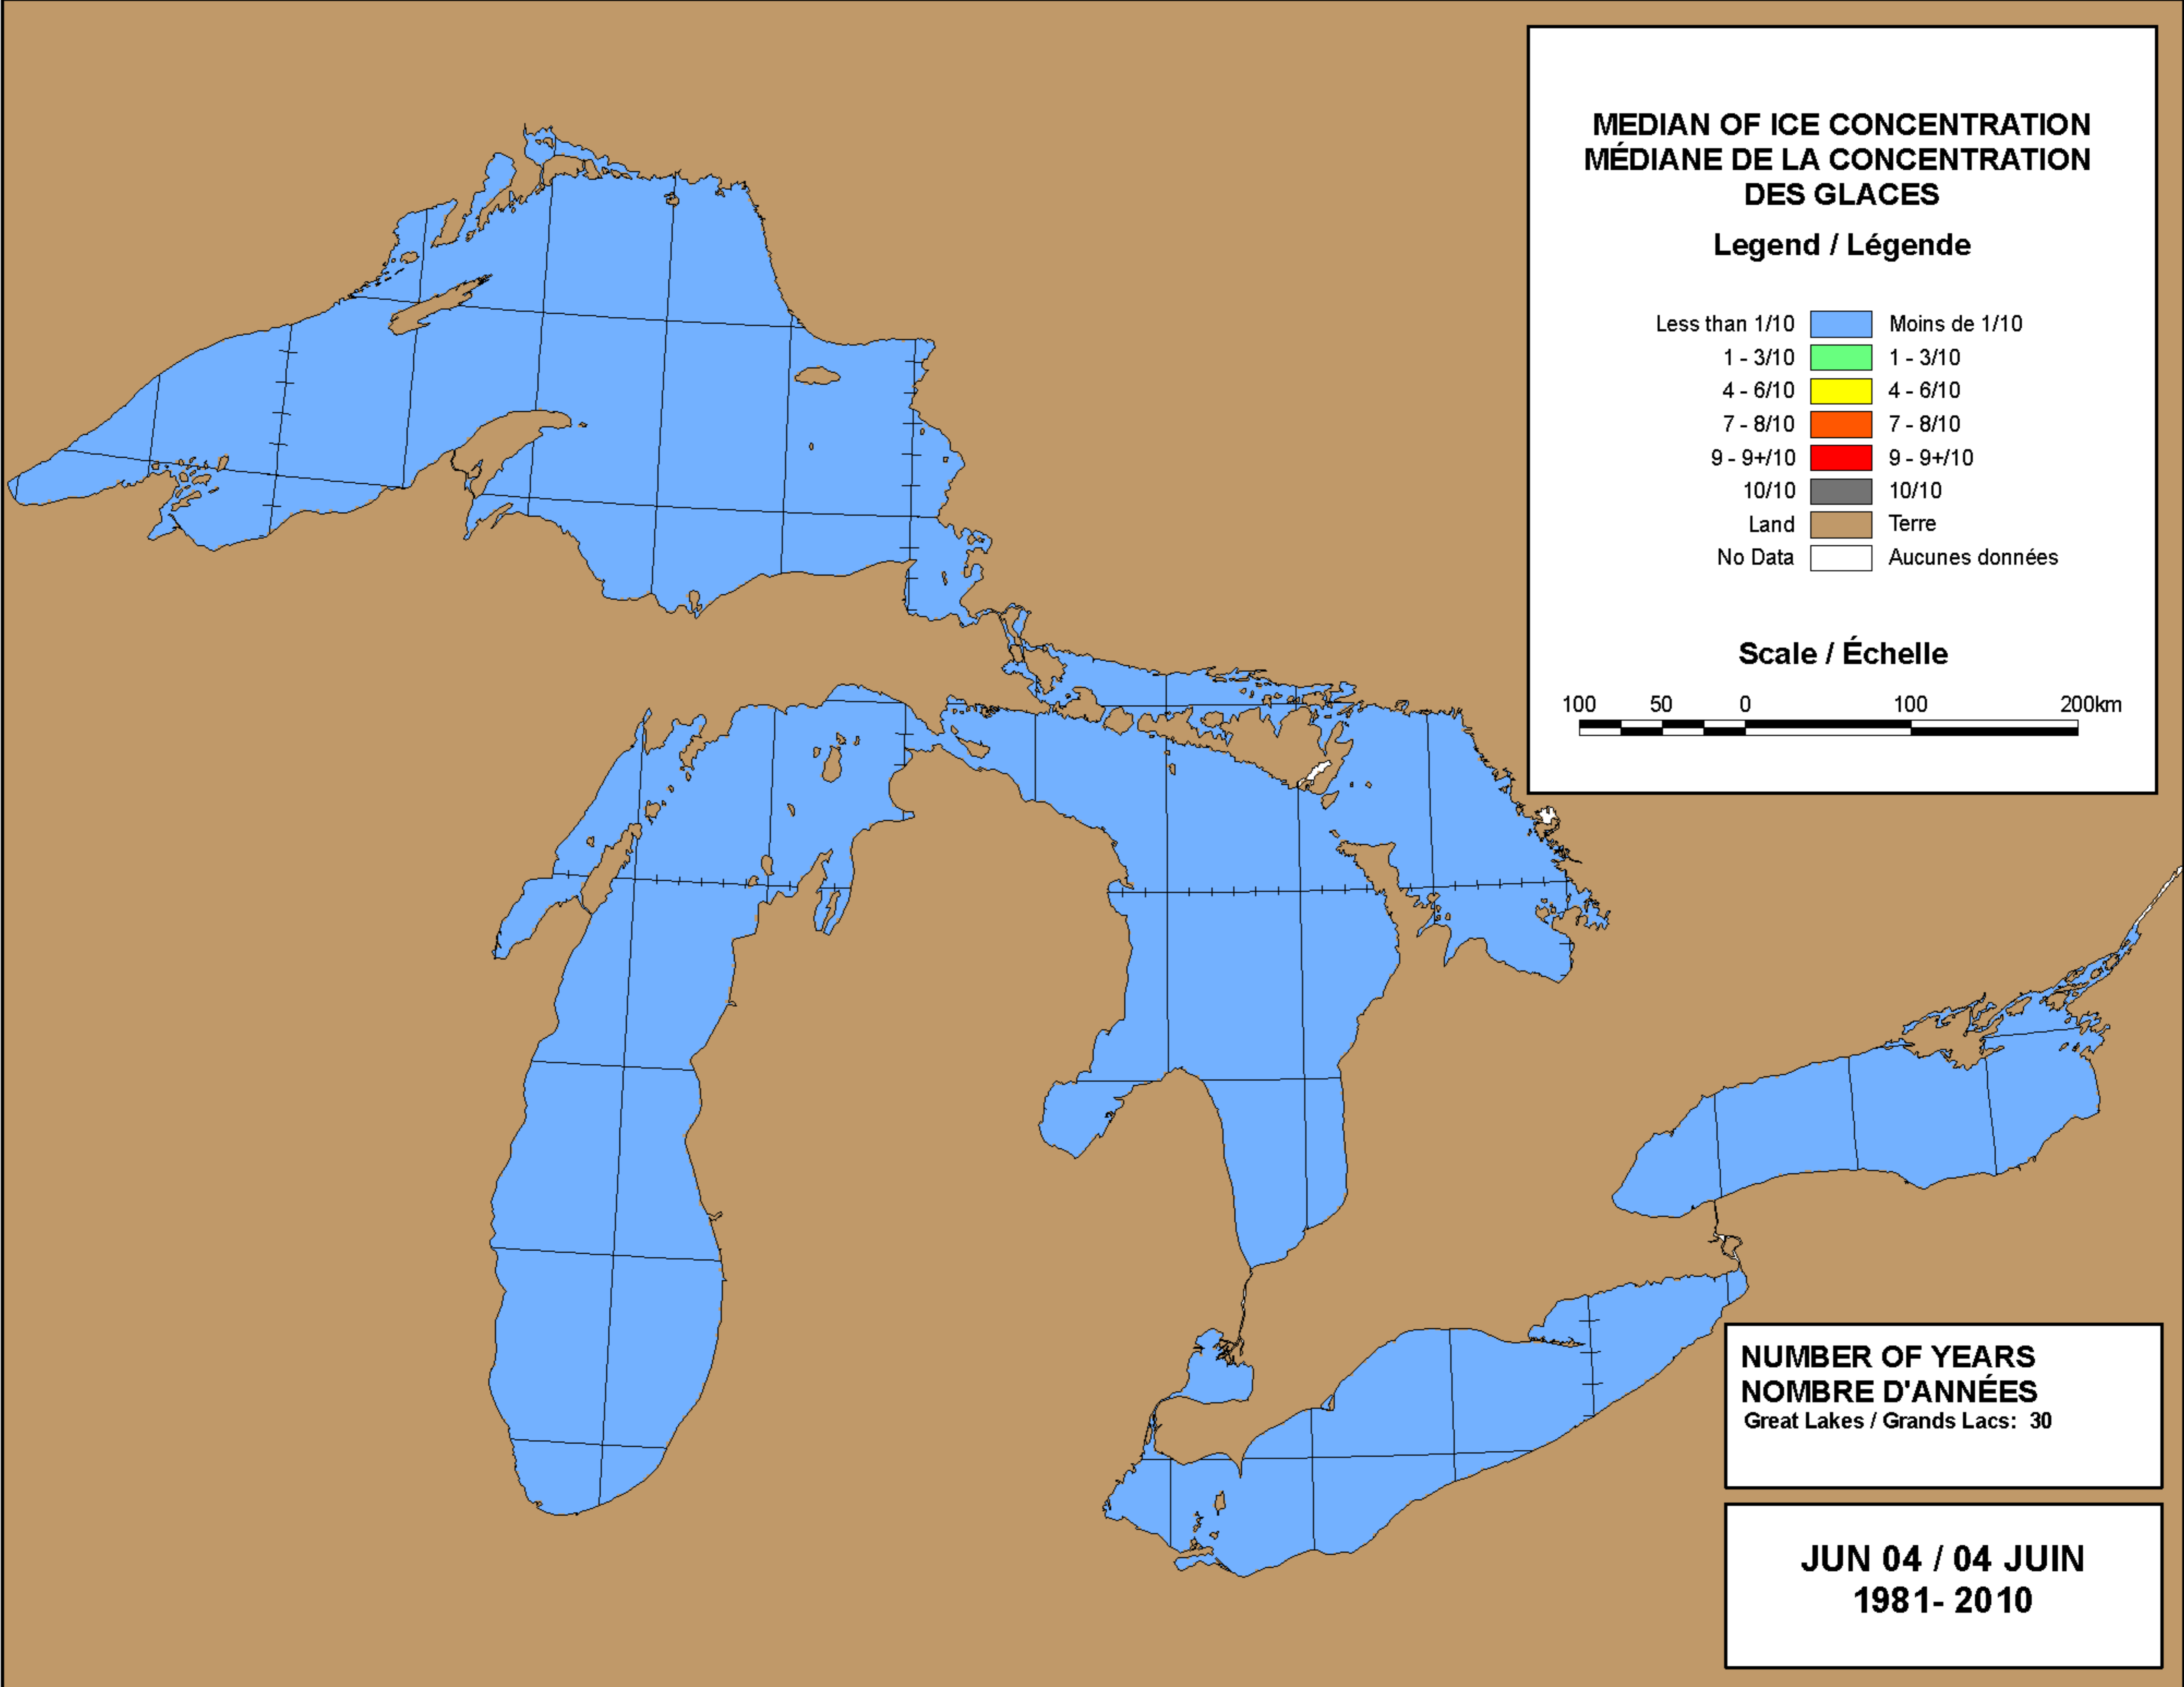 MEDIAN OF ICE CONCENTRATION
MÉDIANE DE LA CONCENTRATION
DES GLACES
Legend / Légende
Less than 1/10 Moins de 1/10
1 - 3/10 1 - 3/10
4 - 6/10 4 - 6/10
7 - 8/10 7 - 8/10
9 - 9+/10 9 - 9+/10
10/10 10/10
Land Terre
No Data Aucunes données
Scale / Échelle
100 50 0 100 200km
NUMBER OF YEARS
NOMBRE D'ANNÉES
Great Lakes / Grands Lacs: 30
JUN 04 / 04 JUIN
1981- 2010